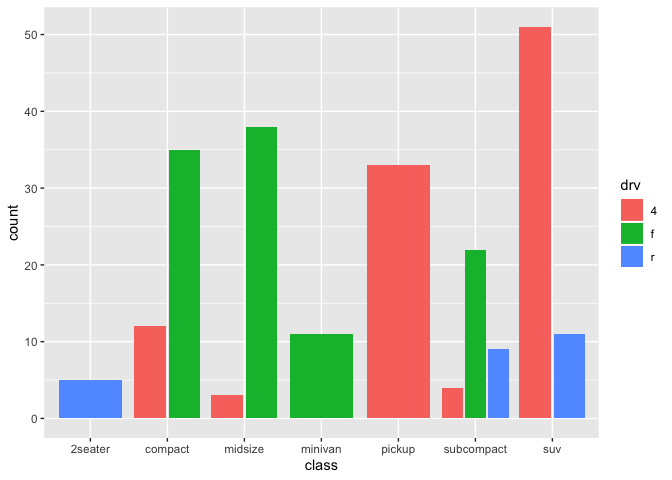 50
40
30
20
10
0
count
2seater compact midsize minivan pickup subcompact suv
class
drv
4
f
r